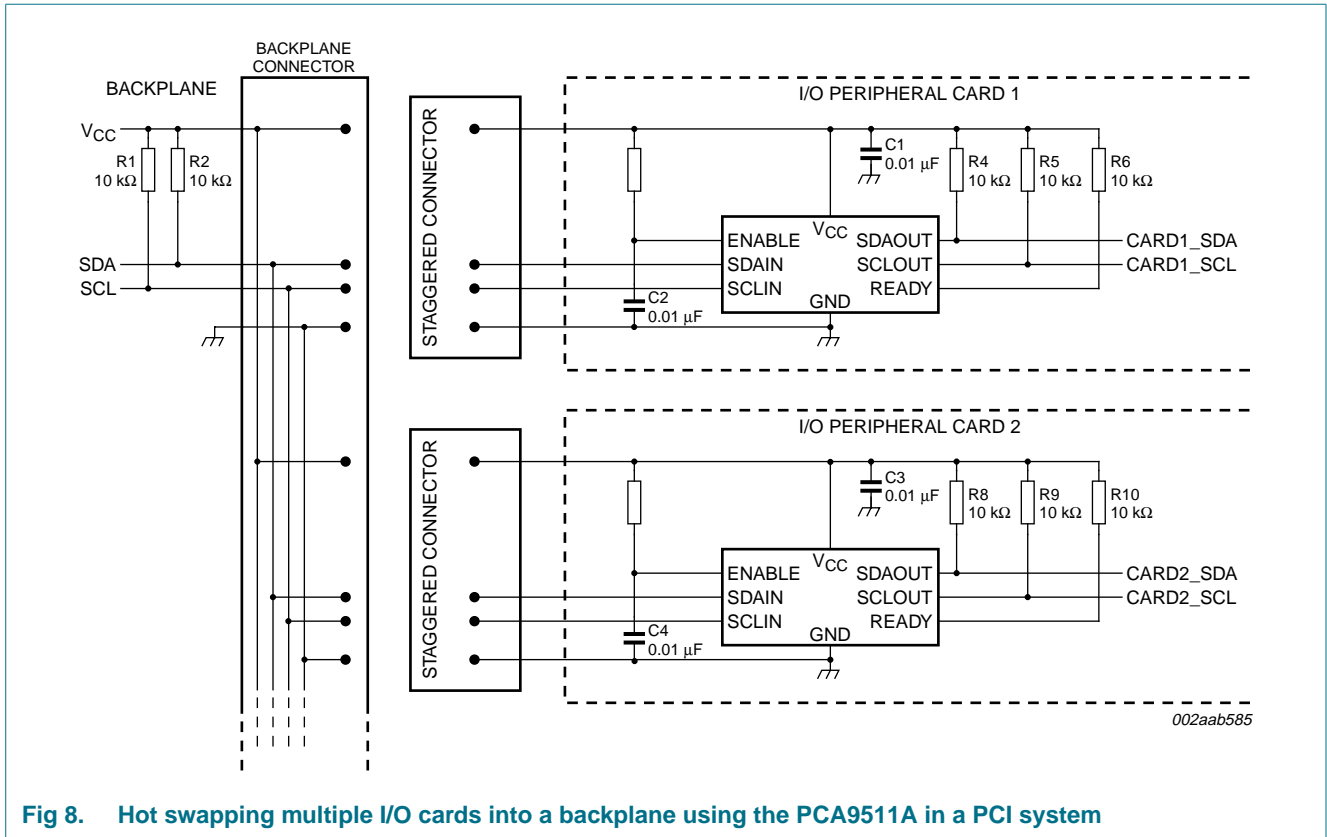 BACKPLANE
CONNECTOR
BACKPLANE
VCC
R1
10 kΩ
R2
10 kΩ
SDA
SCL
STAGGERED CONNECTOR
I/O PERIPHERAL CARD 1
C1
0.01 μF
R4
10 kΩ
R5
10 kΩ
R6
10 kΩ
VCC
ENABLE
SDAIN
SCLIN
SDAOUT
SCLOUT
READY
GND
CARD1_SDA
CARD1_SCL
C2
0.01 μF
STAGGERED CONNECTOR
I/O PERIPHERAL CARD 2
C3
0.01 μF
R8
10 kΩ
R9
10 kΩ
R10
10 kΩ
VCC
ENABLE
SDAIN
SCLIN
SDAOUT
SCLOUT
READY
GND
CARD2_SDA
CARD2_SCL
C4
0.01 μF
002aab585
Fig 8. Hot swapping multiple I/O cards into a backplane using the PCA9511A in a PCI system